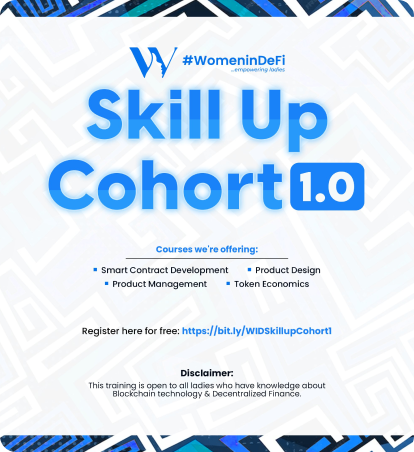 #WomeninDeFi
...empowering ladies
Skill Up
Cohort 1.0
Courses we're offering:
▪ Smart Contract Development ▪ Product Design
▪ Product Management ▪ Token Economics
Register here for free: https://bit.ly/WIDSkillupCohort1
Disclaimer:
This training is open to all ladies who have knowledge about
Blockchain technology & Decentralized Finance.